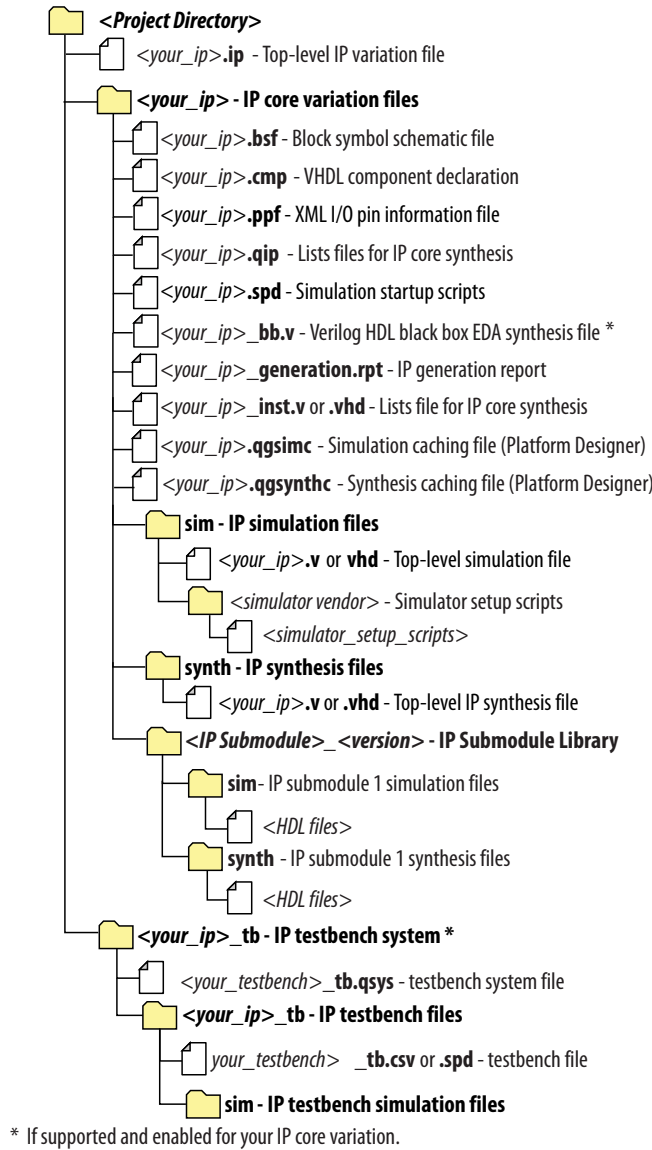 <Project Directory>
<your_ip>.ip - Top-level IP variation file
<your_ip> - IP core variation files
<your_ip>.bsf - Block symbol schematic file
<your_ip>.cmp - VHDL component declaration
<your_ip>.ppf - XML I/O pin information file
<your_ip>.qip - Lists files for IP core synthesis
<your_ip>.spd - Simulation startup scripts
<your_ip>_bb.v - Verilog HDL black box EDA synthesis file *
<your_ip>_generation.rpt - IP generation report
<your_ip>_inst.v or .vhd - Lists file for IP core synthesis
<your_ip>.qgsimc - Simulation caching file (Platform Designer)
<your_ip>.qgsynthc - Synthesis caching file (Platform Designer)
sim - IP simulation files
<your_ip>.v or vhd - Top-level simulation file
<simulator vendor> - Simulator setup scripts
<simulator_setup_scripts>
synth - IP synthesis files
<your_ip>.v or .vhd - Top-level IP synthesis file
<IP Submodule>_<version> - IP Submodule Library
sim- IP submodule 1 simulation files
<HDL files>
synth - IP submodule 1 synthesis files
<HDL files>
<your_ip>_tb - IP testbench system *
<your_testbench>_tb.qsys - testbench system file
<your_ip>_tb - IP testbench files
your_testbench> _tb.csv or .spd - testbench file
sim - IP testbench simulation files
* If supported and enabled for your IP core variation.